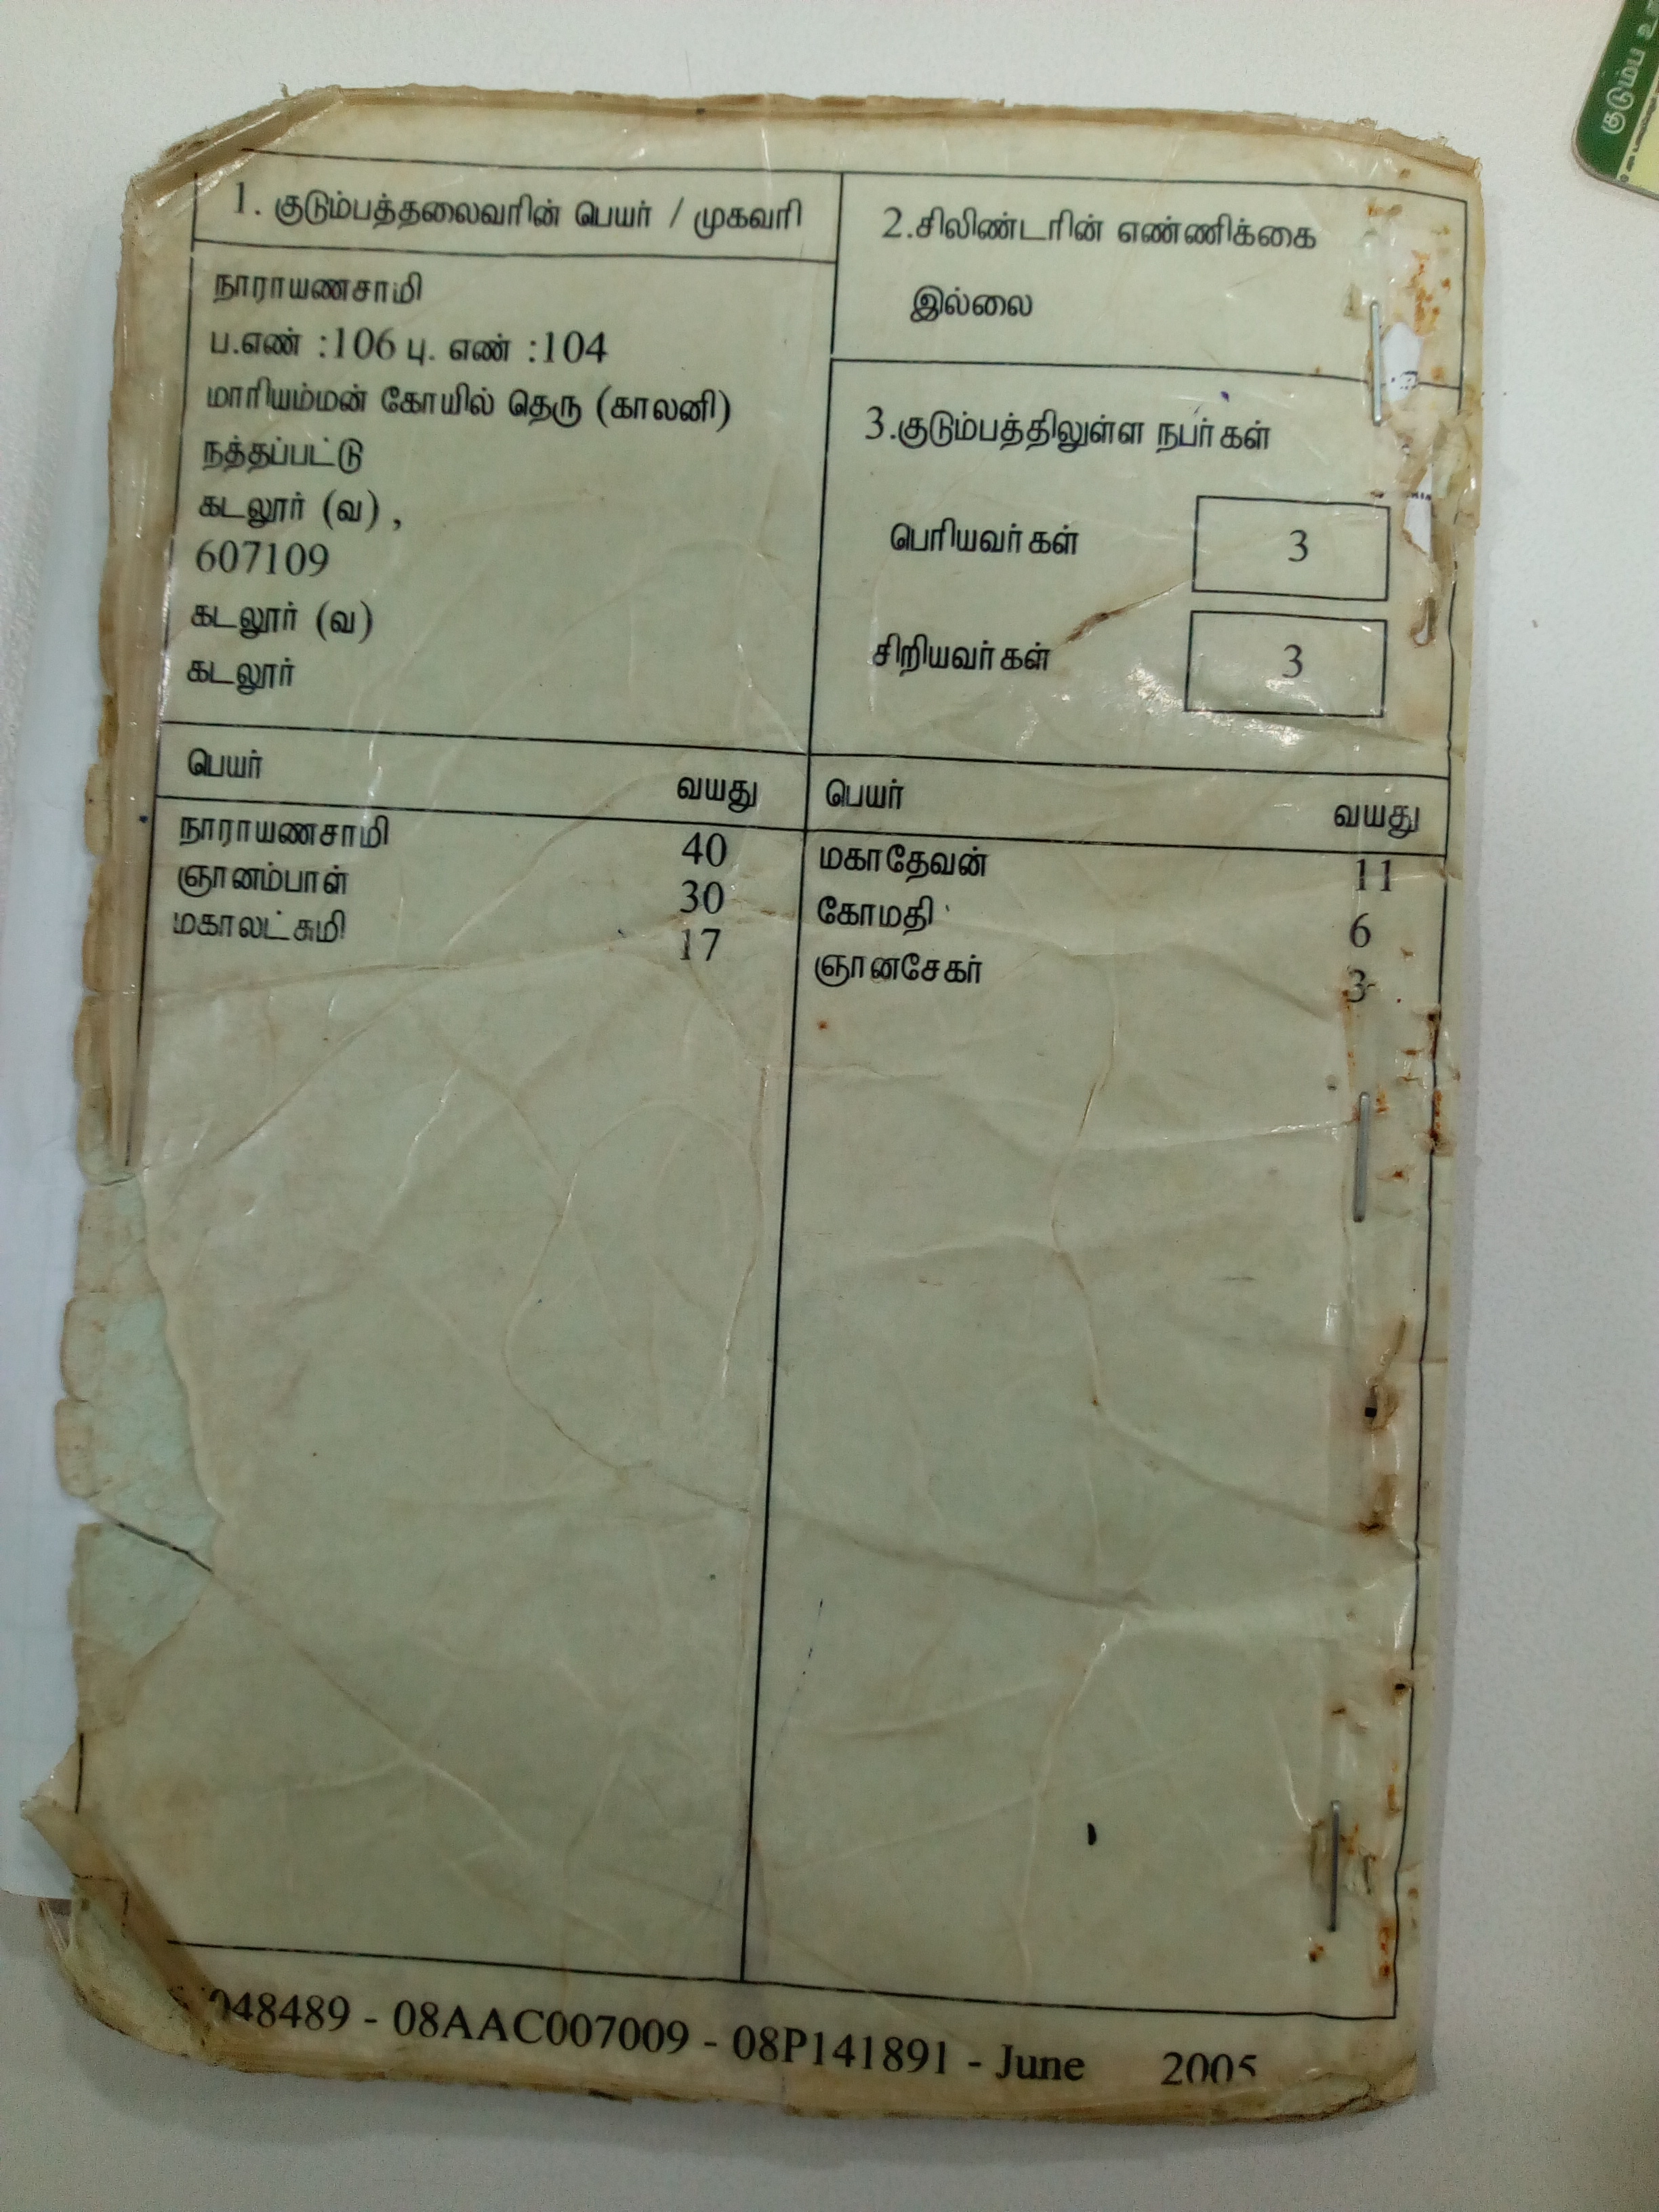 1. குடும்பத்தலைவரின் பெயர் / முகவரி
நாராயணசாமி
ப.எண் :106 பு. எண் :104
மாரியம்மன் கோயில் தெரு (காலனி)
நத்தப்பட்டு
கடலூர் (வ) ,
607109
கடலூர் (வ)
கடலூர்
2.சிலிண்டரின் எண்ணிக்கை
இல்லை
3.குடும்பத்திலுள்ள நபர்கள்
பெரியவர்கள் 3
சிறியவர்கள் 3
பெயர் வயது
நாராயணசாமி 40
ஞானம்பாள் 30
மகாலட்சுமி 17
பெயர் வயது
மகாதேவன் 11
கோமதி 6
ஞானசேகர் 3
048489 - 08AAC007009 - 08P141891 - June 2005
குடும்ப